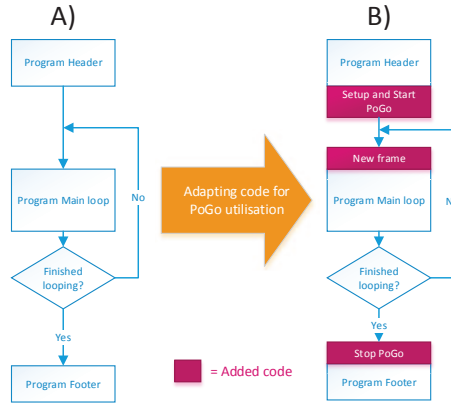 A)
Program Header
Program Main loop
No
Finished
looping?
Yes
Program Footer
Adapting code for
PoGo utilisation
= Added code
B)
Program Header
Setup and Start
PoGo
New frame
Program Main loop
Finished
looping?
Yes
Stop PoGo
Program Footer